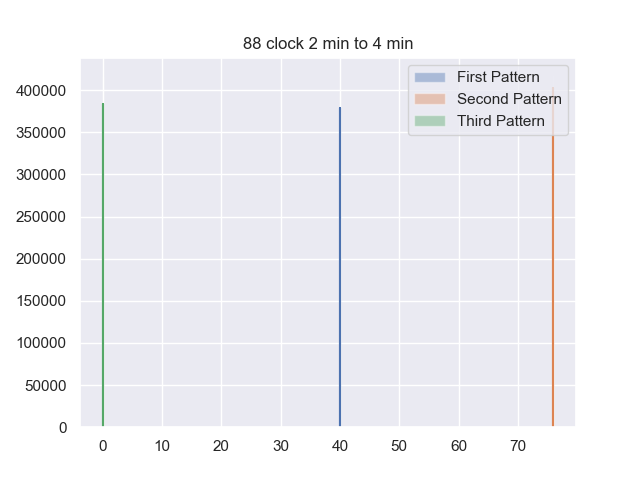 88 clock 2 min to 4 min
First Pattern
Second Pattern
Third Pattern
400000
350000
300000
250000
200000
150000
100000
50000
0
0 10 20 30 40 50 60 70